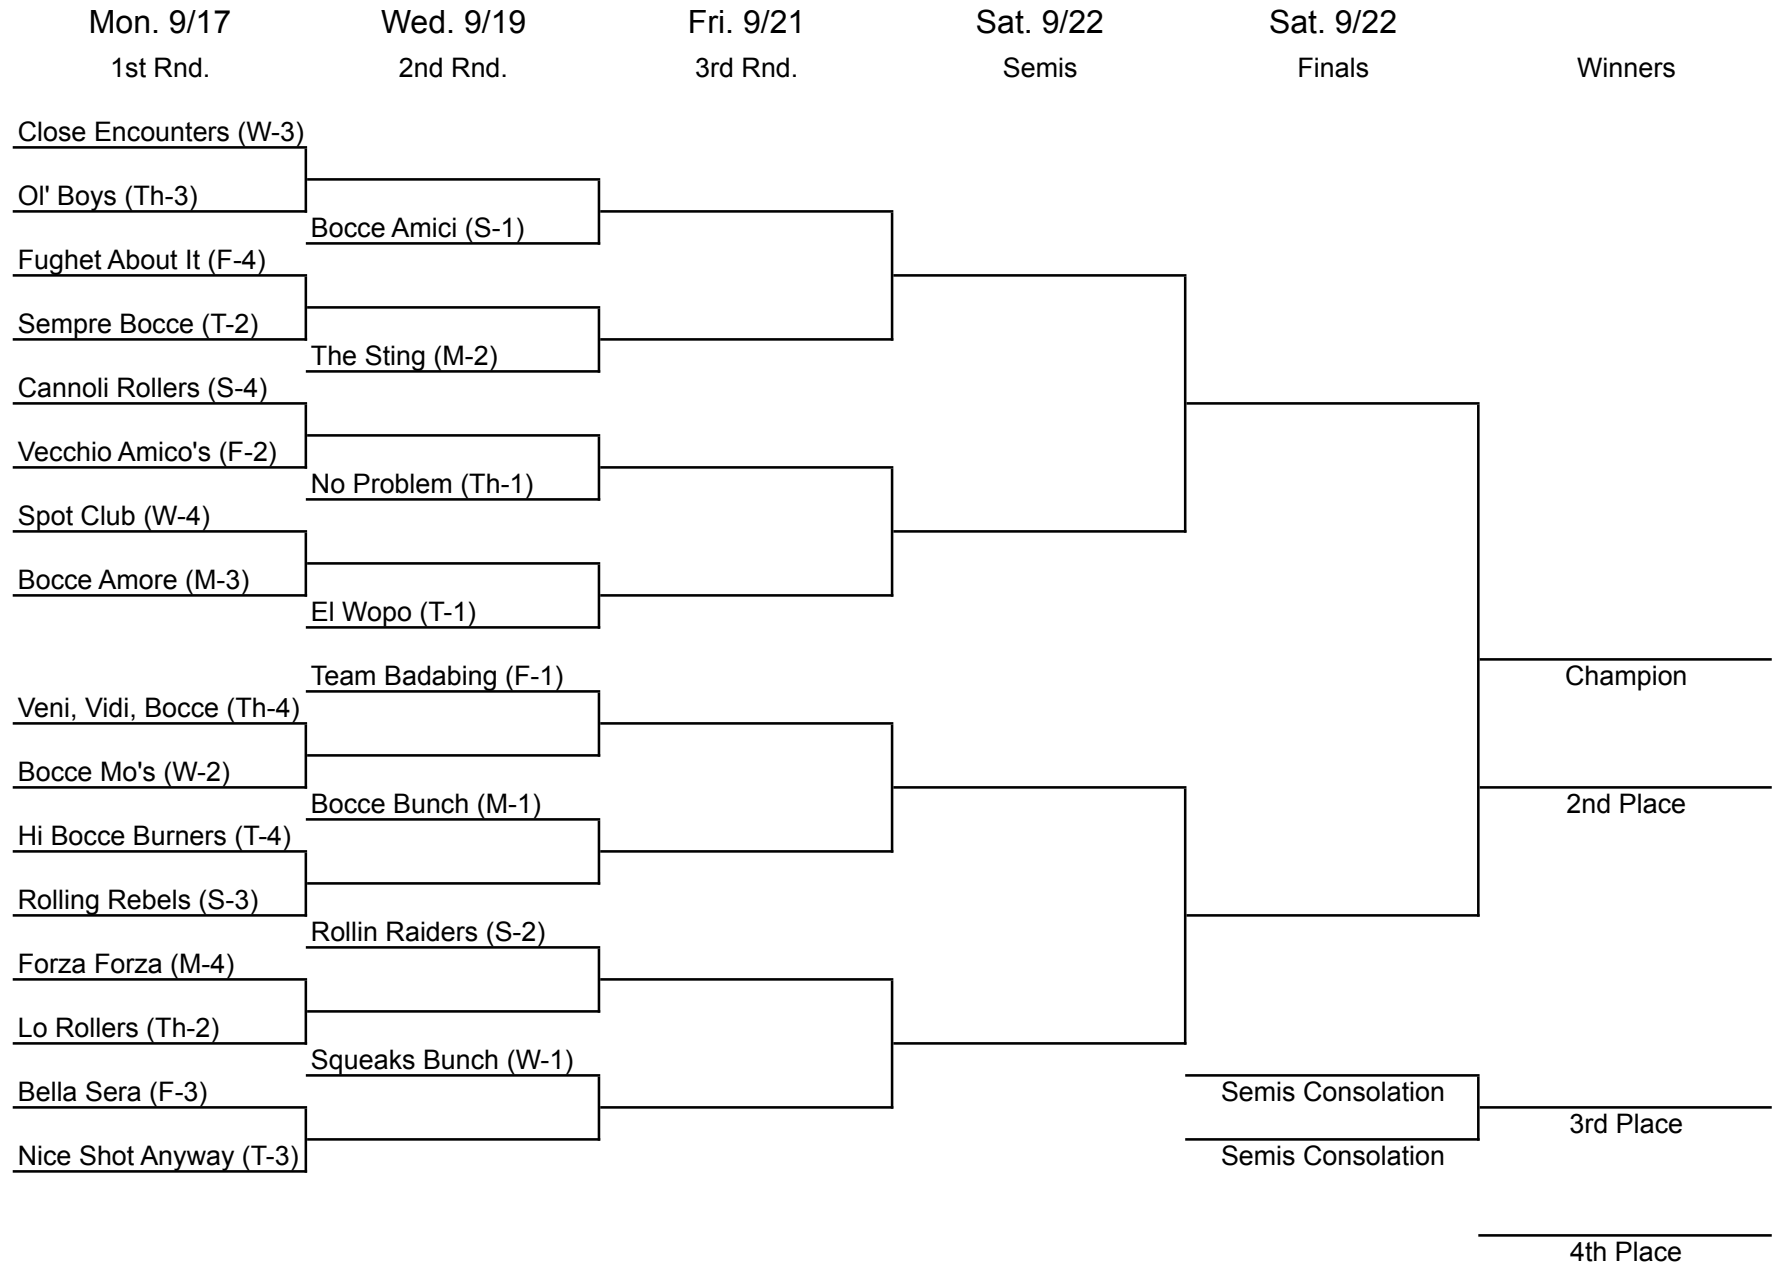 Mon. 9/17 Wed. 9/19 Fri. 9/21 Sat. 9/22 Sat. 9/22
1st Rnd. 2nd Rnd. 3rd Rnd. Semis Finals Winners
Close Encounters (W-3)
Ol' Boys (Th-3)
Bocce Amici (S-1)
Fughet About It (F-4)
Sempre Bocce (T-2)
The Sting (M-2)
Cannoli Rollers (S-4)
Vecchio Amico's (F-2)
No Problem (Th-1)
Spot Club (W-4)
Bocce Amore (M-3)
El Wopo (T-1)
Team Badabing (F-1)
Champion
Veni, Vidi, Bocce (Th-4)
Bocce Mo's (W-2)
Bocce Bunch (M-1)
2nd Place
Hi Bocce Burners (T-4)
Rolling Rebels (S-3)
Rollin Raiders (S-2)
Forza Forza (M-4)
Lo Rollers (Th-2)
Squeaks Bunch (W-1)
Bella Sera (F-3)
Semis Consolation
3rd Place
Nice Shot Anyway (T-3)
Semis Consolation
4th Place